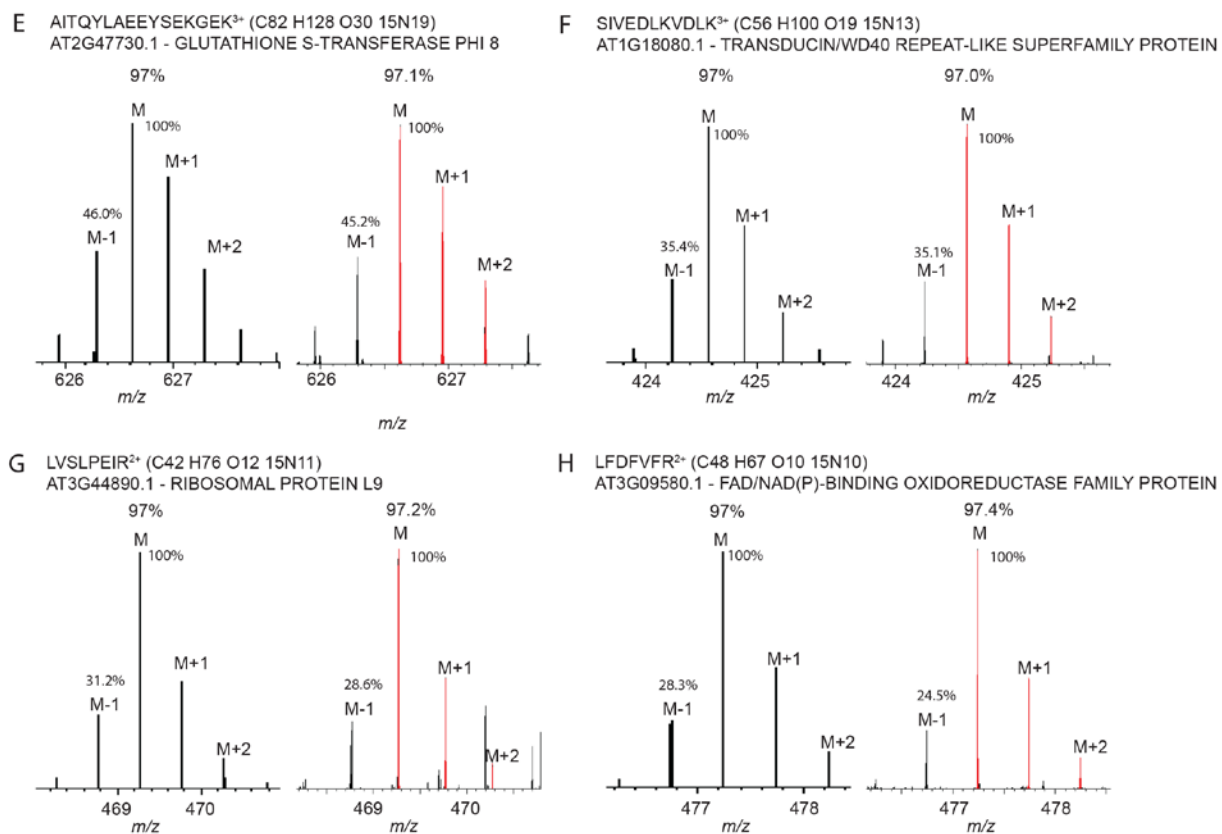 E AITQYLAEEYSEKGEK³⁺ (C82 H128 O30 15N19)
AT2G47730.1 - GLUTATHIONE S-TRANSFERASE PHI 8
97%
97.1%
M
100%
M+1
46.0%
M-1
M+2
626
627
m/z
M
100%
M+1
45.2%
M-1
M+2
626
627
m/z
m/z
F SIVEDLKVDLK³⁺ (C56 H100 O19 15N13)
AT1G18080.1 - TRANSDUCIN/WD40 REPEAT-LIKE SUPERFAMILY PROTEIN
97%
97.0%
M
100%
M+1
35.4%
M-1
M+2
424
425
m/z
M
100%
M+1
35.1%
M-1
M+2
424
425
m/z
G LVSLPEIR²⁺ (C42 H76 O12 15N11)
AT3G44890.1 - RIBOSOMAL PROTEIN L9
97%
97.2%
M
100%
M+1
31.2%
M-1
M+2
469
470
m/z
M
100%
M+1
28.6%
M-1
M+2
469
470
m/z
H LFDFVFR²⁺ (C48 H67 O10 15N10)
AT3G09580.1 - FAD/NAD(P)-BINDING OXIDOREDUCTASE FAMILY PROTEIN
97%
97.4%
M
100%
M+1
28.3%
M-1
M+2
477
478
m/z
M
100%
M+1
24.5%
M-1
M+2
477
478
m/z